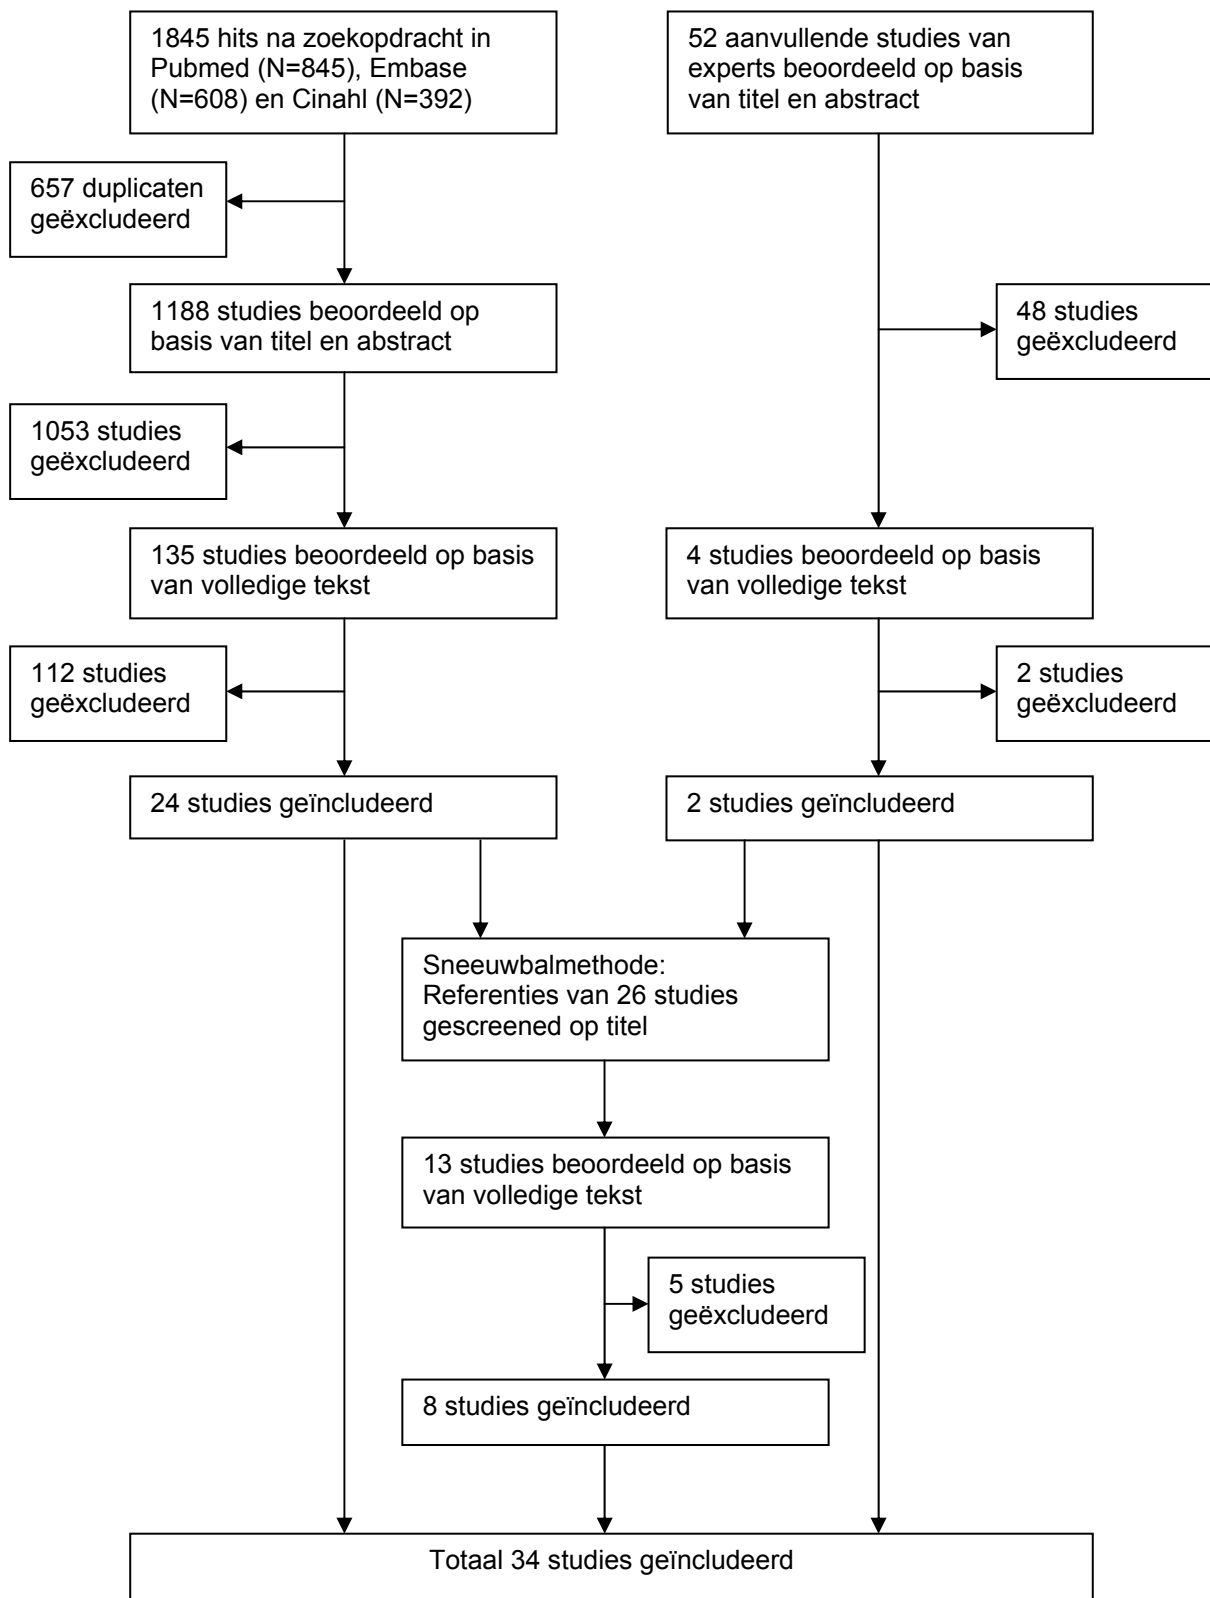 1845 hits na zoekopdracht in
Pubmed (N=845), Embase
(N=608) en Cinahl (N=392)
52 aanvullende studies van
experts beoordeeld op basis
van titel en abstract
657 duplicaten
geëxcludeerd
1188 studies beoordeeld op
basis van titel en abstract
48 studies
geëxcludeerd
1053 studies
geëxcludeerd
135 studies beoordeeld op basis
van volledige tekst
4 studies beoordeeld op basis
van volledige tekst
112 studies
geëxcludeerd
2 studies
geëxcludeerd
24 studies geïncludeerd
2 studies geïncludeerd
Sneeuwbalmethode:
Referenties van 26 studies
gescreened op titel
13 studies beoordeeld op basis
van volledige tekst
5 studies
geëxcludeerd
8 studies geïncludeerd
Totaal 34 studies geïncludeerd